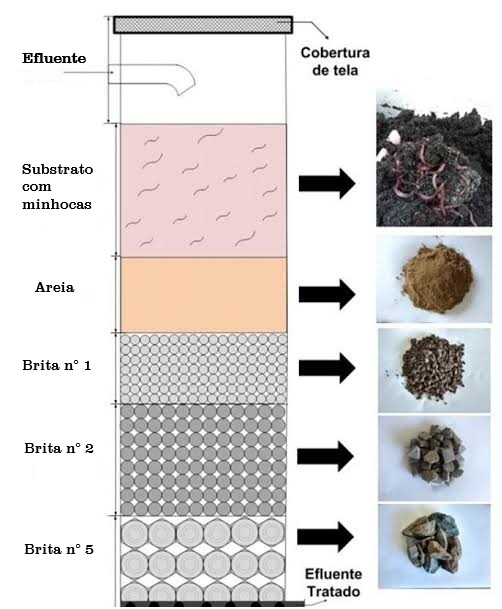 Cobertura
de tela
Efluente
Substrato
com
minhocas
Areia
Brita n° 1
Brita n° 2
Brita n° 5
Efluente
Tratado